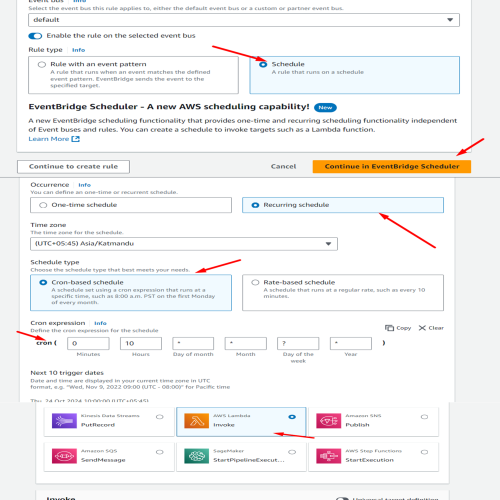 Event bus Info
Select the event bus this rule applies to, either the default event bus or a custom or partner event bus.
default
Enable the rule on the selected event bus
Rule type Info
Rule with an event pattern
A rule that runs when an event matches the defined
event pattern. EventBridge sends the event to the
specified target.
Schedule
A rule that runs on a schedule
EventBridge Scheduler - A new AWS scheduling capability! New
A new EventBridge scheduling functionality that provides one-time and recurring scheduling functionality independent
of Event buses and rules. You can create a schedule to invoke targets such as a Lambda function.
Learn More
Continue to create rule
Cancel
Continue in EventBridge Scheduler
Occurrence Info
You can define an one-time or recurrent schedule.
One-time schedule
Recurring schedule
Time zone
The time zone for the schedule.
(UTC+05:45) Asia/Katmandu
Schedule type
Choose the schedule type that best meets your needs.
Cron-based schedule
A schedule set using a cron expression that runs at a
specific time, such as 8:00 a.m. PST on the first Monday
of every month.
Rate-based schedule
A schedule that runs at a regular rate, such as every 10
minutes.
Cron expression Info
Define the cron expression for the schedule
Copy Clear
cron ( 0 10 * * ? * )
Minutes Hours Day of month Month Day of the week Year
Next 10 trigger dates
Date and time are displayed in your current time zone in UTC
format, e.g. "Wed, Nov 9, 2022 09:00 (UTC - 08:00)" for Pacific time
Thu, 24 Oct 2024 10:00:00 (UTC+05:45)
Kinesis Data Streams
PutRecord
AWS Lambda
Invoke
Amazon SNS
Publish
Amazon SQS
SendMessage
SageMaker
StartPipelineExecut...
AWS Step Functions
StartExecution
Invoke
Universal target definition